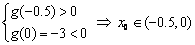 {g(-0.5) > 0
g(0) = -3 < 0 ⇒ x₀ ∈ (-0.5, 0)